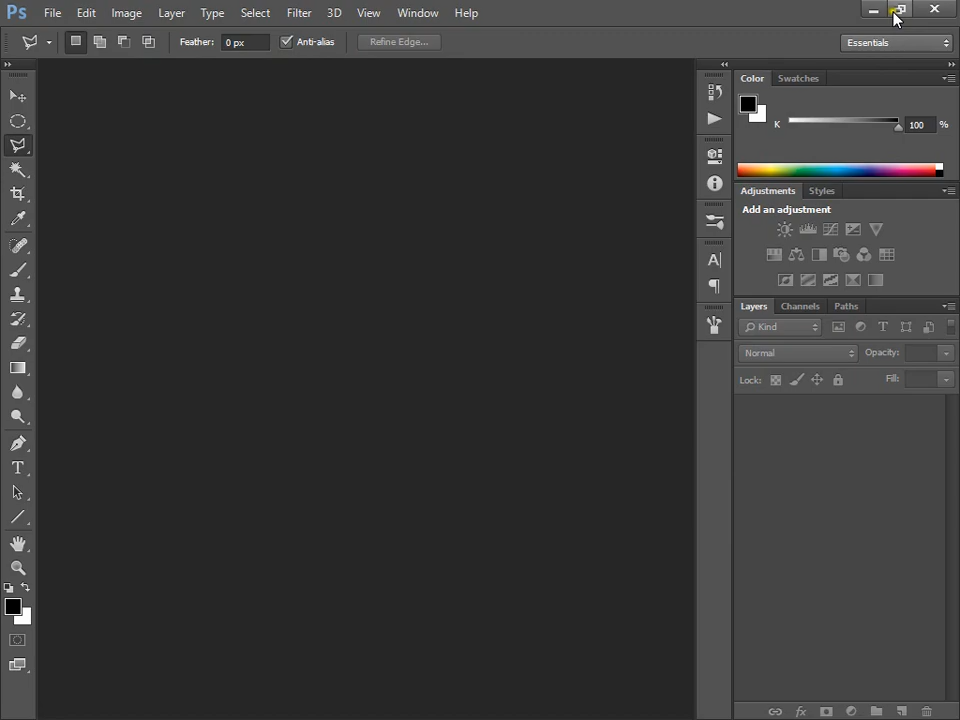 Ps File Edit Image Layer Type Select Filter 3D View Window Help
Feather: 0 px Anti-alias Refine Edge... Essentials
Color Swatches
K 100 %
Adjustments Styles
Add an adjustment
Layers Channels Paths
Kind T
Normal Opacity:
Lock: Fill:
A
T
fx